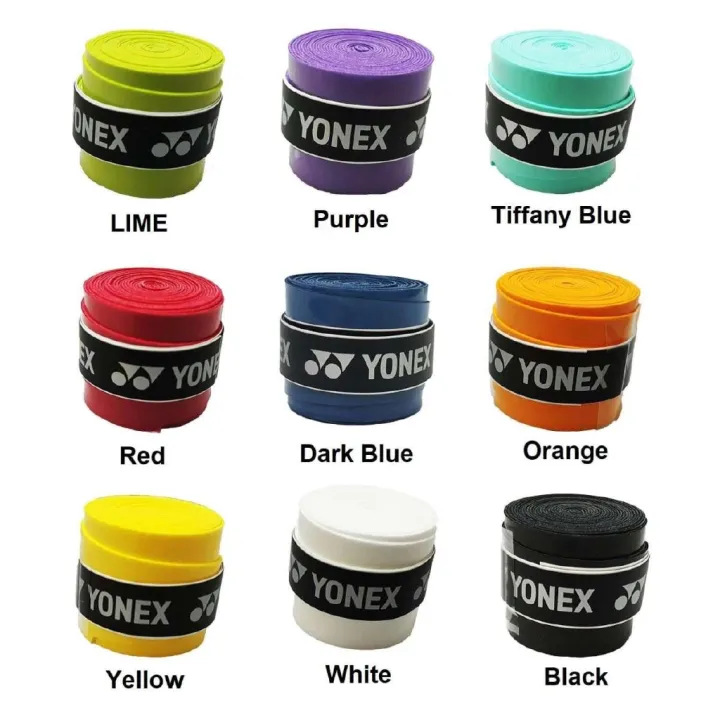 YONEX
YONEX
YONEX
LIME
Purple
Tiffany Blue
YONEX
YONEX
YONEX
Red
Dark Blue
Orange
YONEX
YONEX
YONEX
Yellow
White
Black